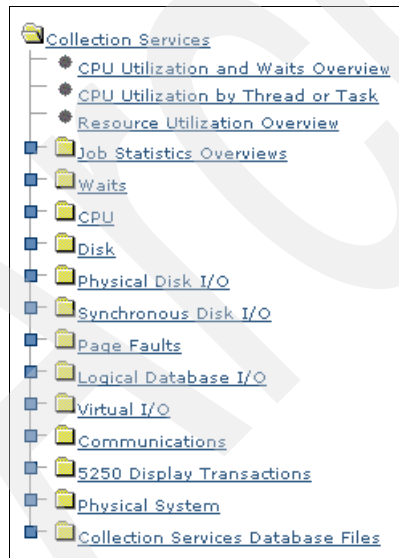 Collection Services
CPU Utilization and Waits Overview
CPU Utilization by Thread or Task
Resource Utilization Overview
Job Statistics Overviews
Waits
CPU
Disk
Physical Disk I/O
Synchronous Disk I/O
Page Faults
Logical Database I/O
Virtual I/O
Communications
5250 Display Transactions
Physical System
Collection Services Database Files